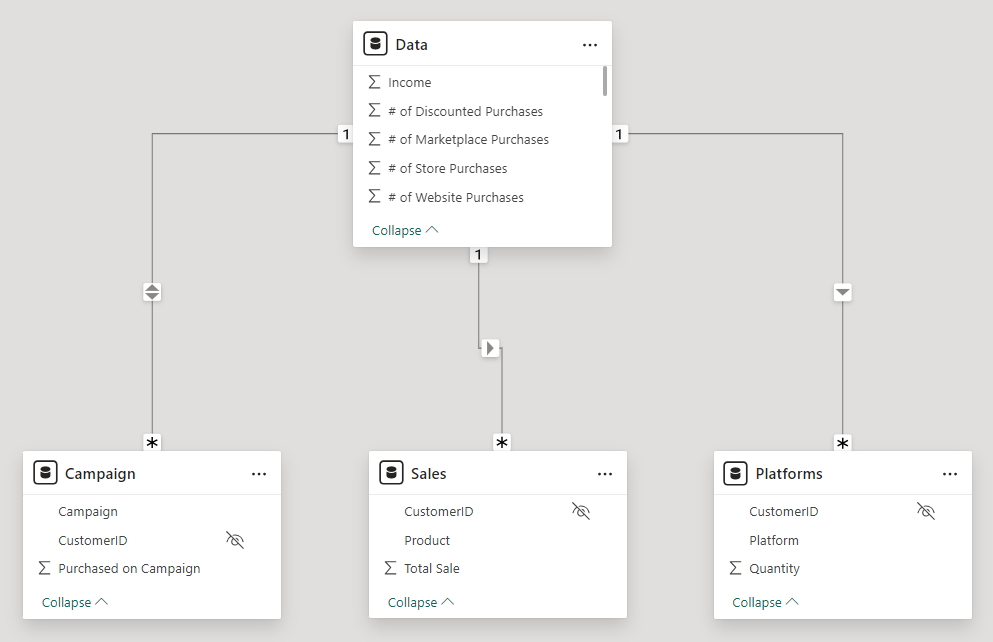 Data
Income
# of Discounted Purchases
1
# of Marketplace Purchases
1
# of Store Purchases
# of Website Purchases
Collapse
1
*
*
*
Campaign
Campaign
CustomerID
Purchased on Campaign
Collapse
Sales
CustomerID
Product
Total Sale
Collapse
Platforms
CustomerID
Platform
Quantity
Collapse